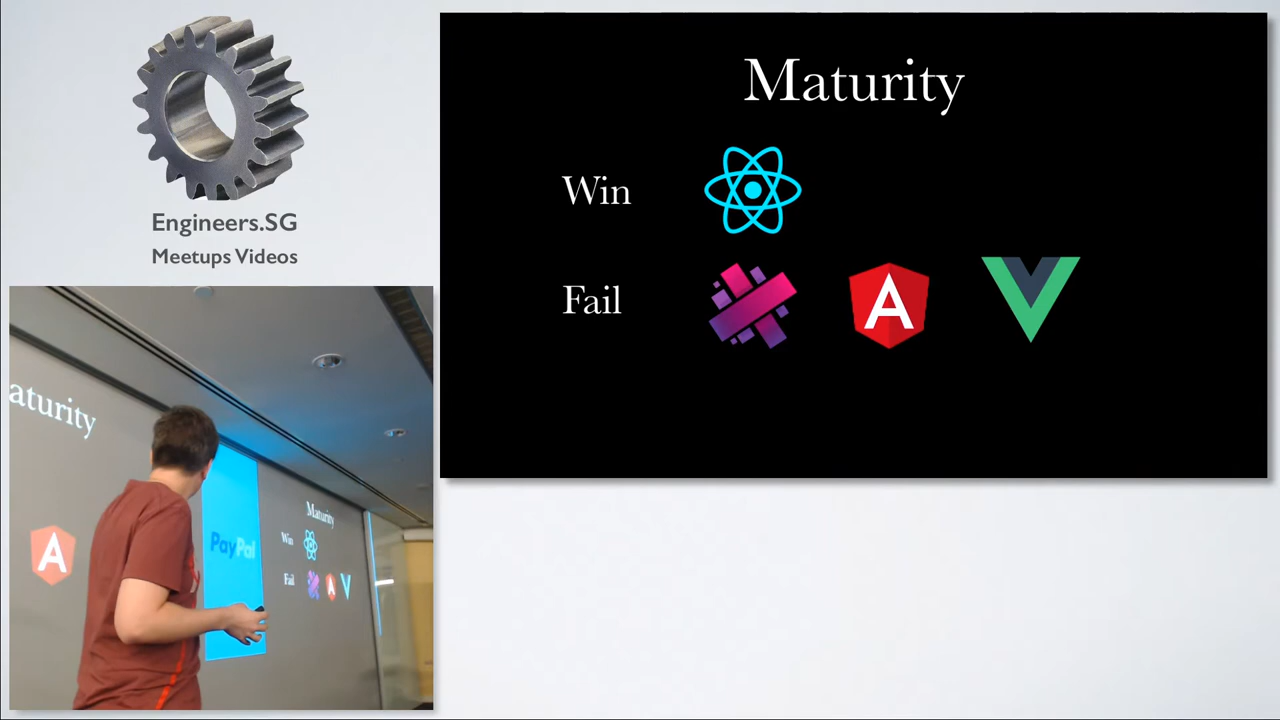 Engineers.SG
Meetups Videos
Maturity
Win
Fail
A
aturity
A
PayPal
Maturity
Win
Fail
A